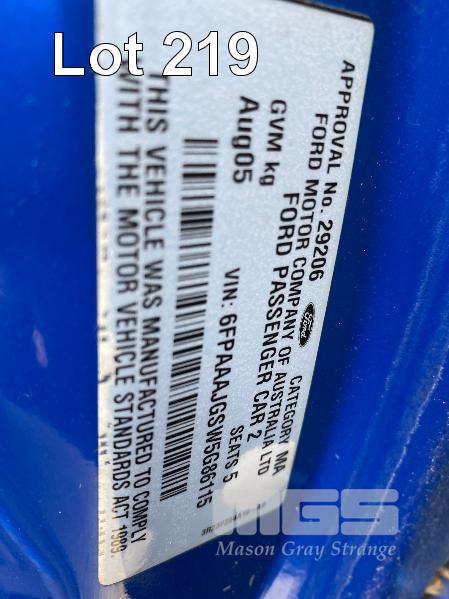 Lot 219
APPROVAL No. 29206 CATEGORY MA
FORD MOTOR COMPANY OF AUSTRALIA LTD
Ford
FORD PASSENGER CAR 2
GVM kg SEATS 5
Aug05 VIN: 6FPAAAJGSW5G86115
THIS VEHICLE WAS MANUFACTURED TO COMPLY
WITH THE MOTOR VEHICLE STANDARDS ACT 1989.
MGS
Mason Gray Strange